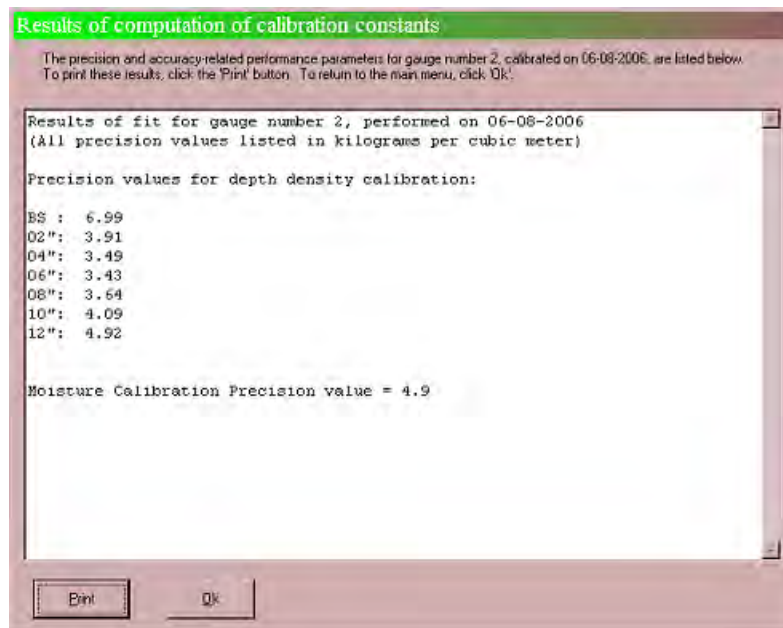 Results of computation of calibration constants
The precision and accuracy-related performance parameters for gauge number 2, calibrated on 06-08-2006, are listed below.
To print these results, click the 'Print' button. To return to the main menu, click 'Ok'.
Results of fit for gauge number 2, performed on 06-08-2006
(All precision values listed in kilograms per cubic meter)
Precision values for depth density calibration:
BS : 6.99
02": 3.91
04": 3.49
06": 3.43
08": 3.64
10": 4.09
12": 4.92
Moisture Calibration Precision value = 4.9
Print
Ok